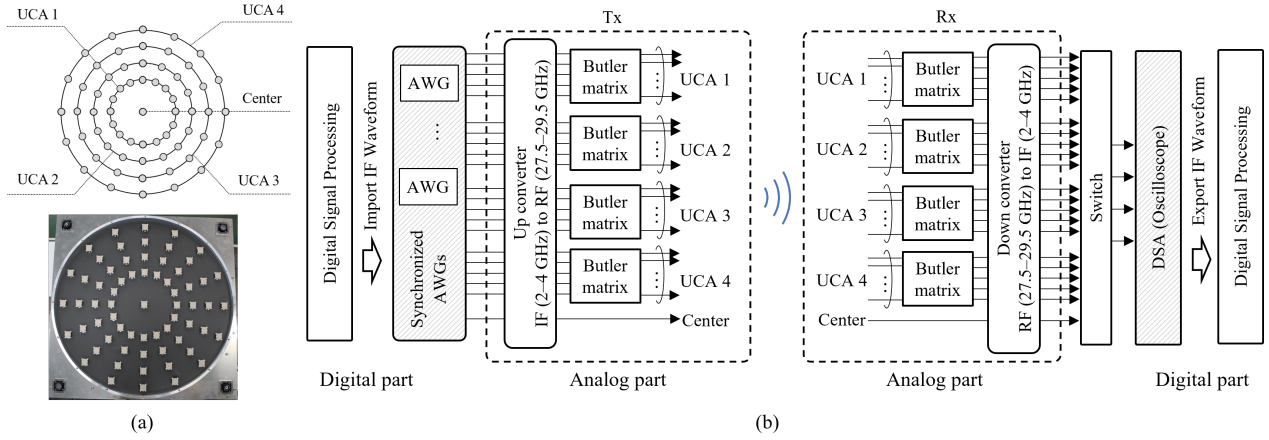 UCA 1
UCA 4
Center
UCA 2
UCA 3
(a)
Digital Signal Processing
Import IF Waveform
AWG
…
AWG
Synchronized
AWGs
Digital part
Tx
Up converter
IF (2–4 GHz) to RF (27.5–29.5 GHz)
Butler
matrix
UCA 1
Butler
matrix
UCA 2
Butler
matrix
UCA 3
Butler
matrix
UCA 4
Center
Analog part
Rx
UCA 1
Butler
matrix
UCA 2
Butler
matrix
UCA 3
Butler
matrix
UCA 4
Butler
matrix
Center
Down converter
RF (27.5–29.5 GHz) to IF (2–4 GHz)
Analog part
Switch
DSA (Oscilloscope)
Export IF Waveform
Digital Signal Processing
Digital part
(b)